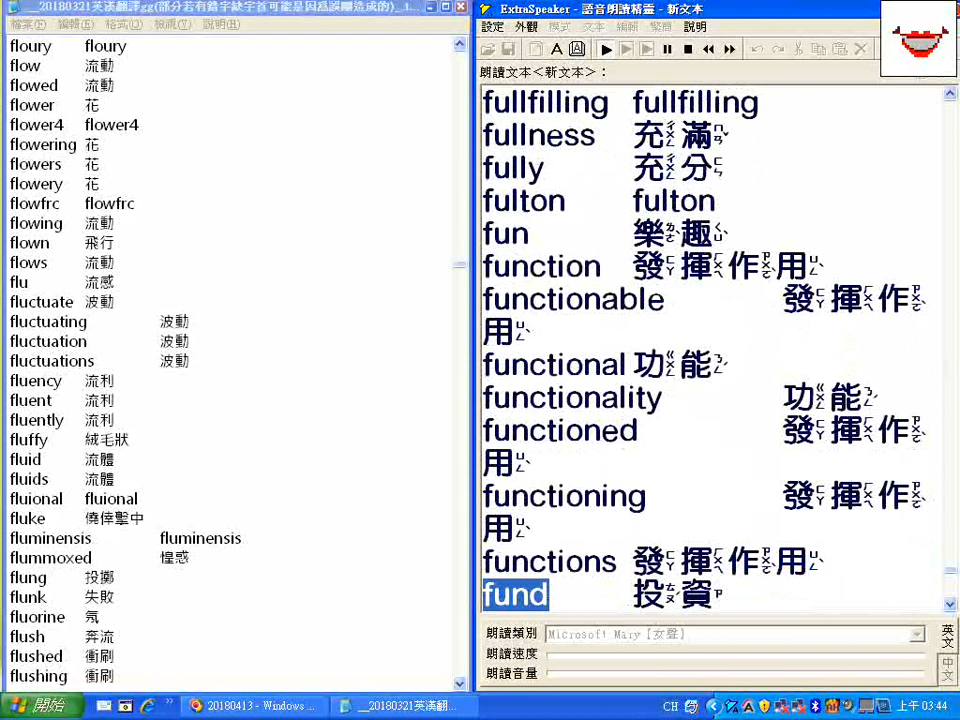 __20180321英漢翻譯gg(部分若有錯字缺字首可能是因為誤刪造成的)_t...
檔案(F) 編輯(E) 格式(O) 檢視(V) 說明(H)
floury floury
flow 流動
flowed 流動
flower 花
flower4 flower4
flowering 花
flowers 花
flowery 花
flowfrc flowfrc
flowing 流動
flown 飛行
flows 流動
flu 流感
fluctuate 波動
fluctuating 波動
fluctuation 波動
fluctuations 波動
fluency 流利
fluent 流利
fluently 流利
fluffy 絨毛狀
fluid 流體
fluids 流體
fluional fluional
fluke 僥倖擊中
fluminensis fluminensis
flummoxed 惶惑
flung 投擲
flunk 失敗
fluorine 氖
flush 奔流
flushed 衝刷
flushing 衝刷
ExtraSpeaker - 語音朗讀精靈 - 新文本
設定 外觀 模式 文本 編輯 繁簡 說明
朗讀文本<新文本>：
fullfilling fullfilling
fullness 充滿
fully 充分
fulton fulton
fun 樂趣
function 發揮作用
functionable 發揮作
用
functional 功能
functionality 功能
functioned 發揮作
用
functioning 發揮作
用
functions 發揮作用
fund 投資
朗讀類別 Microsoft Mary【女聲】
朗讀速度
朗讀音量
英文
中文
開始 20180413 - Windows ... __20180321英漢翻譯... CH 上午 03:44